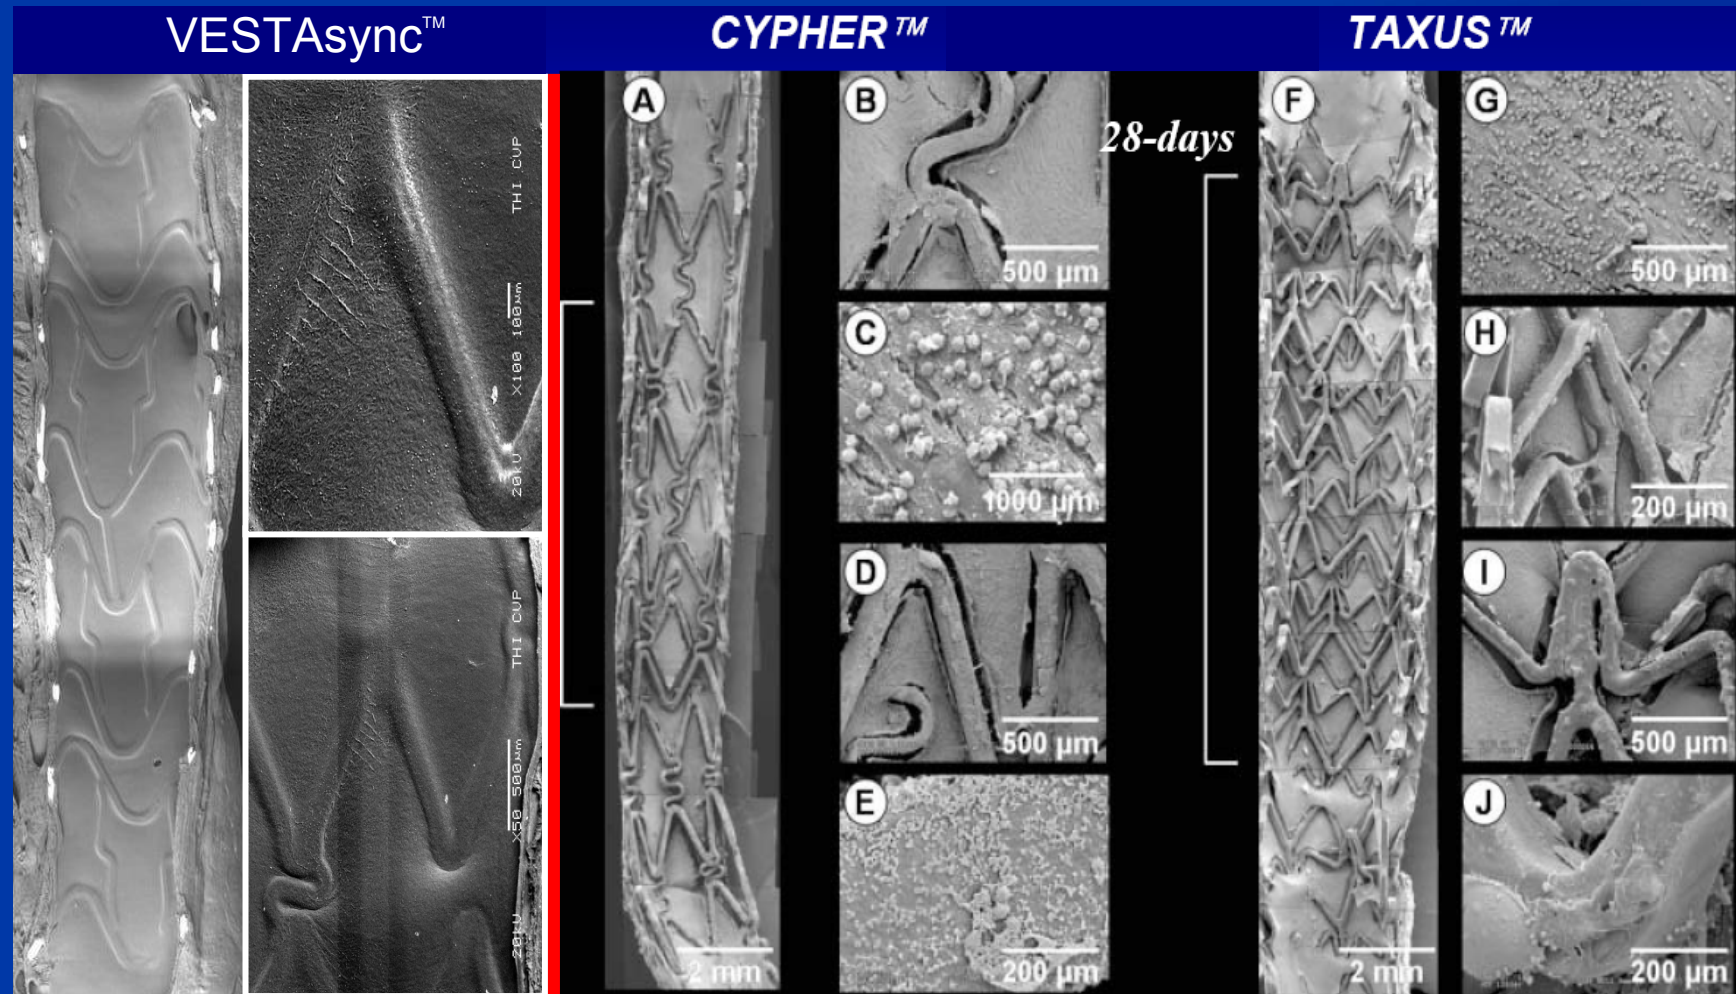 VESTAsync™
CYPHER™
TAXUS™
THI CUP
X100 100µm
20kU
THI CUP
X50 500µm
20kU
A
B
500 µm
C
1000 µm
D
500 µm
E
200 µm
2 mm
28-days
F
G
500 µm
H
200 µm
I
500 µm
J
200 µm
2 mm